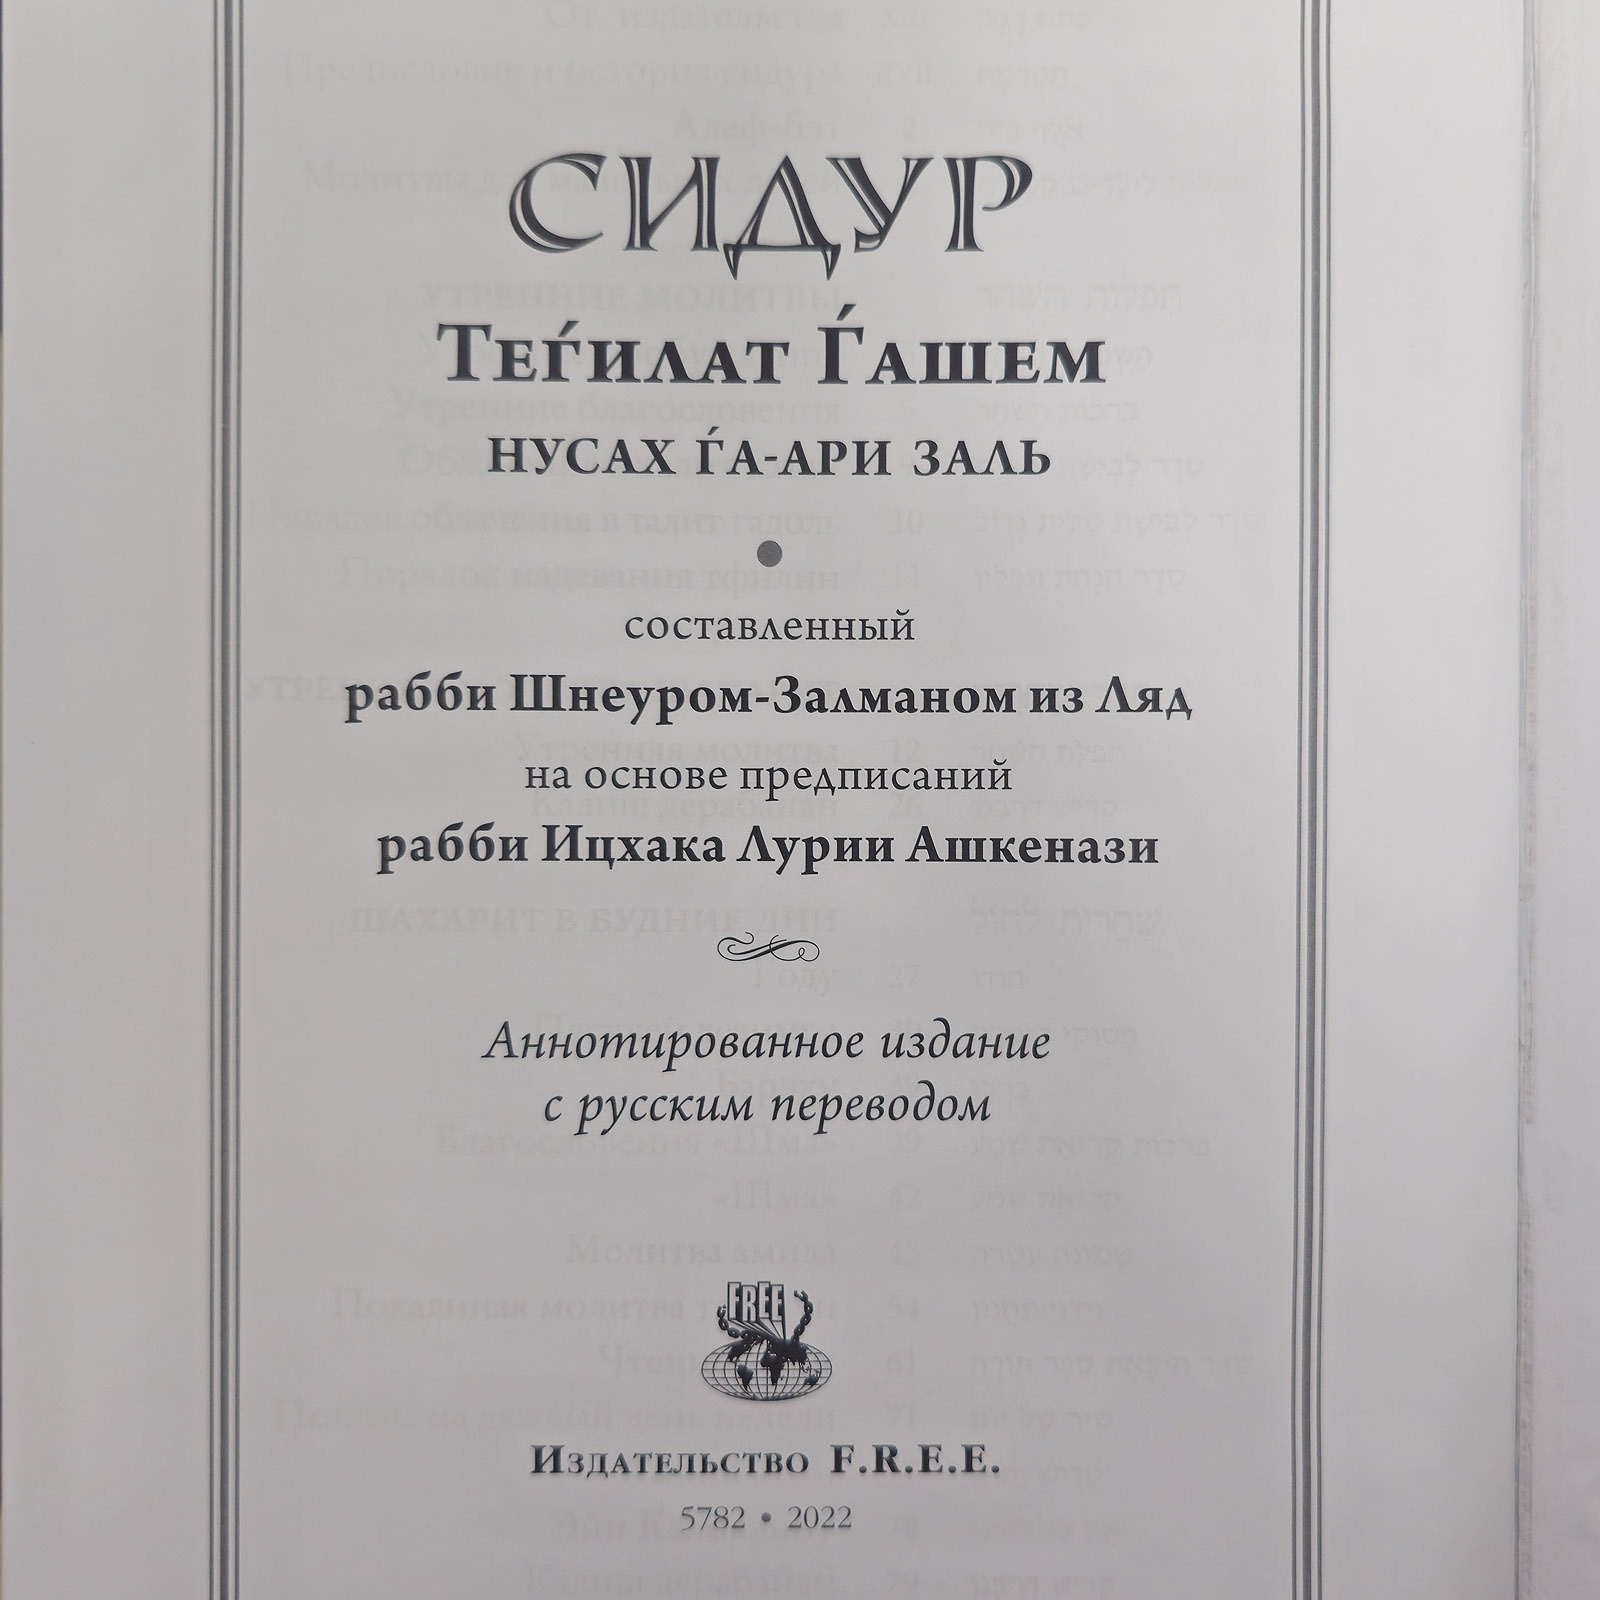 СИДУР
Теѓилат Ѓашем
НУСАХ ЃА-АРИ ЗАЛЬ
составленный
рабби Шнеуром-Залманом из Ляд
на основе предписаний
рабби Ицхака Лурии Ашкенази
Аннотированное издание
с русским переводом
FREE
Издательство F.R.E.E.
5782 • 2022